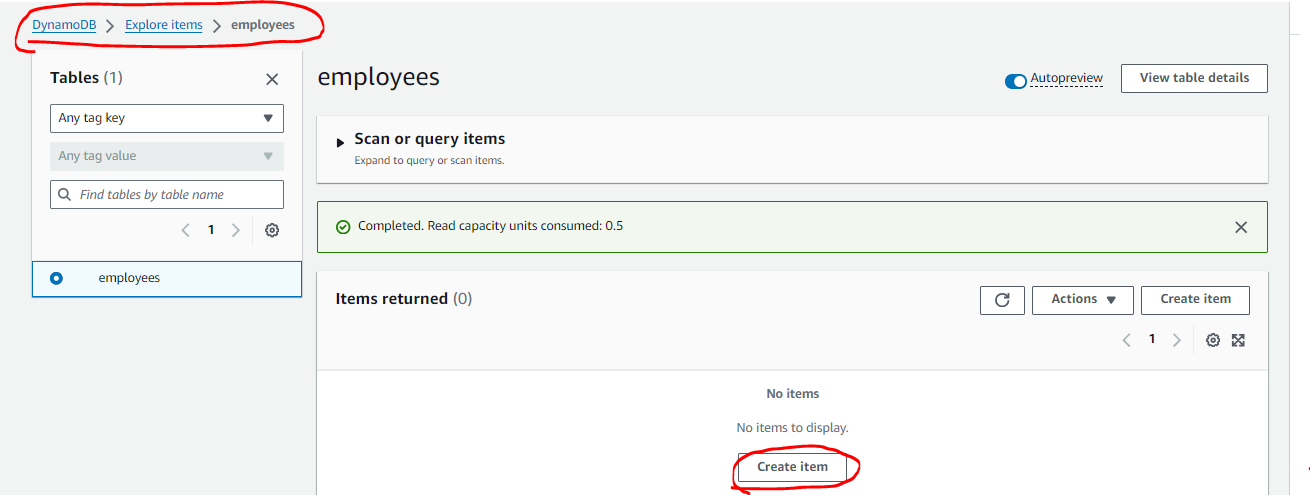 DynamoDB > Explore items > employees
Tables (1)
Any tag key
Any tag value
Find tables by table name
1
employees
employees
Autopreview
View table details
Scan or query items
Expand to query or scan items.
Completed. Read capacity units consumed: 0.5
Items returned (0)
Actions
Create item
1
No items
No items to display.
Create item